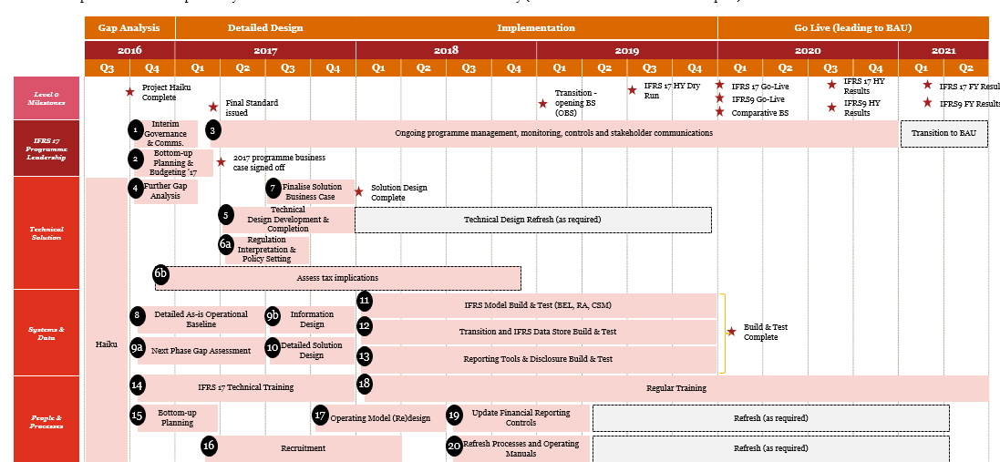 Gap Analysis Detailed Design Implementation Go Live (leading to BAU)
2016 2017 2018 2019 2020 2021
Q3 Q4 Q1 Q2 Q3 Q4 Q1 Q2 Q3 Q4 Q1 Q2 Q3 Q4 Q1 Q2 Q3 Q4 Q1 Q2
Level 0
Milestones
Project Haiku
Complete
Final Standard
issued
Transition -
opening BS
(OBS)
IFRS 17 HY Dry
Run
IFRS 17 Go-Live
IFRS9 Go-Live
Comparative BS
IFRS 17 HY
Results
IFRS9 HY
Results
IFRS 17 FY Resul
IFRS9 FY Results
IFRS 17
Programme
Leadership
1 Interim
Governance
& Comms.
3 Ongoing programme management, monitoring, controls and stakeholder communications
Transition to BAU
2 Bottom-up
Planning &
Budgeting '17
2017 programme business
case signed off
Technical
Solution
4 Further Gap
Analysis
7 Finalise Solution
Business Case
Solution Design
Complete
5 Technical
Design Development &
Completion
Technical Design Refresh (as required)
6a Regulation
Interpretation &
Policy Setting
6b Assess tax implications
Haiku
Systems &
Data
8 Detailed As-is Operational
Baseline
9b Information
Design
11 IFRS Model Build & Test (BEL, RA, CSM)
12 Transition and IFRS Data Store Build & Test
Build & Test
Complete
9a Next Phase Gap Assessment
10 Detailed Solution
Design
13 Reporting Tools & Disclosure Build & Test
People &
Processes
14 IFRS 17 Technical Training
18 Regular Training
15 Bottom-up
Planning
17 Operating Model (Re)design
19 Update Financial Reporting
Controls
Refresh (as required)
16 Recruitment
20 Refresh Processes and Operating
Manuals
Refresh (as required)